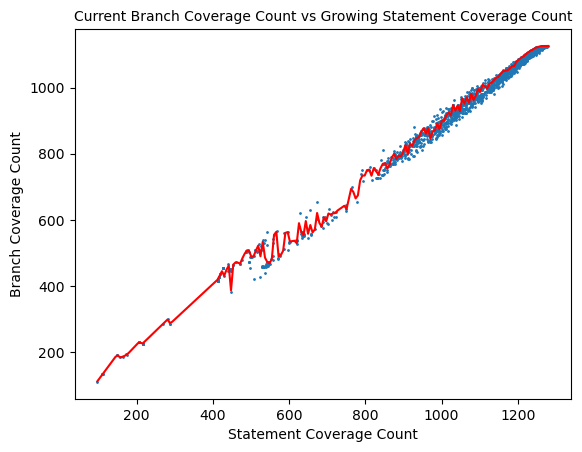 Current Branch Coverage Count vs Growing Statement Coverage Count
1000
800
600
400
200
Branch Coverage Count
200 400 600 800 1000 1200
Statement Coverage Count